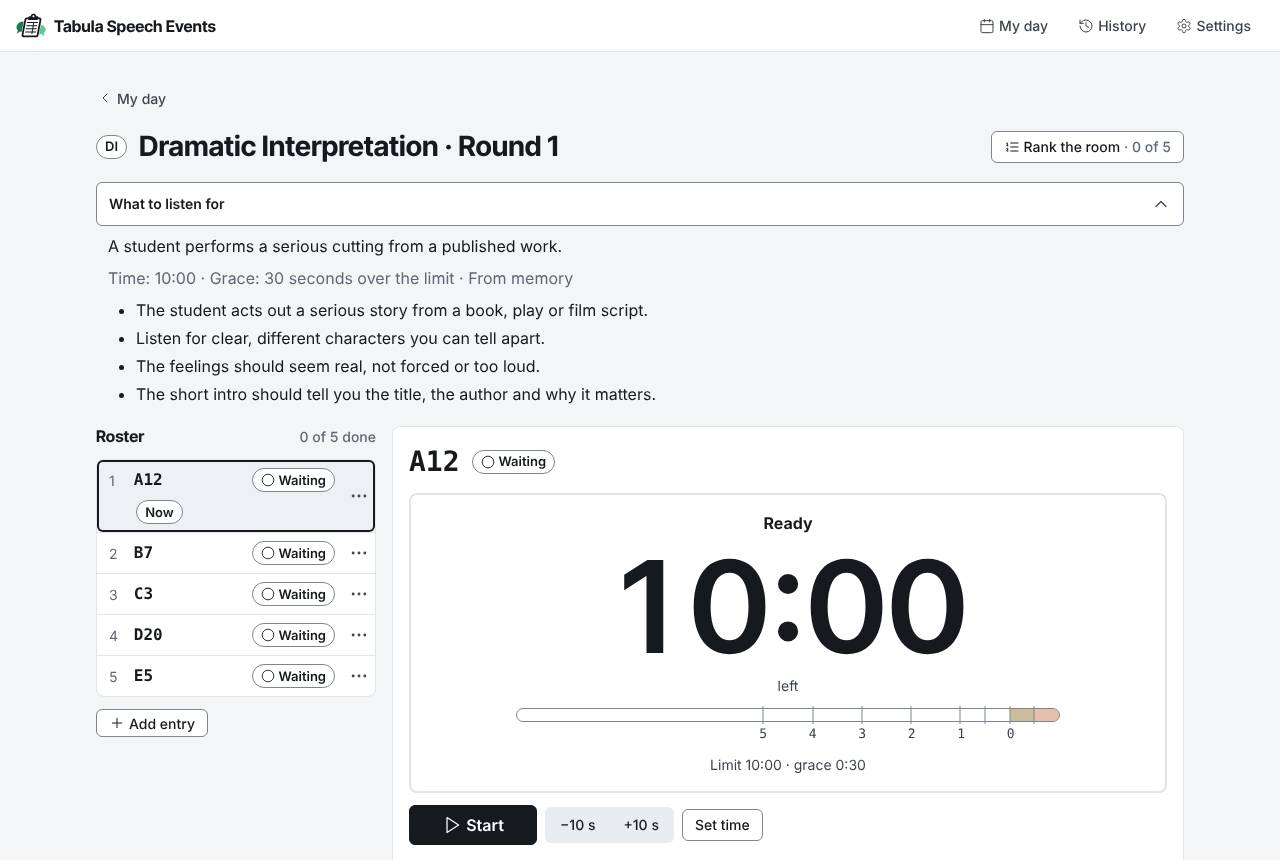 Tabula Speech Events
My day
History
Settings
My day
DI
Dramatic Interpretation · Round 1
Rank the room · 0 of 5
What to listen for
A student performs a serious cutting from a published work.
Time: 10:00 · Grace: 30 seconds over the limit · From memory
• The student acts out a serious story from a book, play or film script.
• Listen for clear, different characters you can tell apart.
• The feelings should seem real, not forced or too loud.
• The short intro should tell you the title, the author and why it matters.
Roster
0 of 5 done
1 A12 Waiting ···
Now
2 B7 Waiting ···
3 C3 Waiting ···
4 D20 Waiting ···
5 E5 Waiting ···
+ Add entry
A12 Waiting
Ready
10:00
left
5 4 3 2 1 0
Limit 10:00 · grace 0:30
Start
−10 s
+10 s
Set time